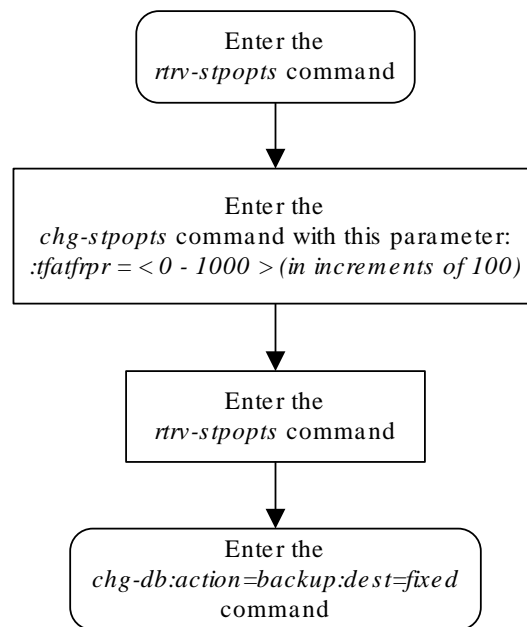 Enter the
rtrv-stpopts command
Enter the
chg-stpopts command with this parameter:
:tfatfrpr = < 0 - 1000 > (in increments of 100)
Enter the
rtrv-stpopts command
Enter the
chg-db:action=backup:dest=fixed
command